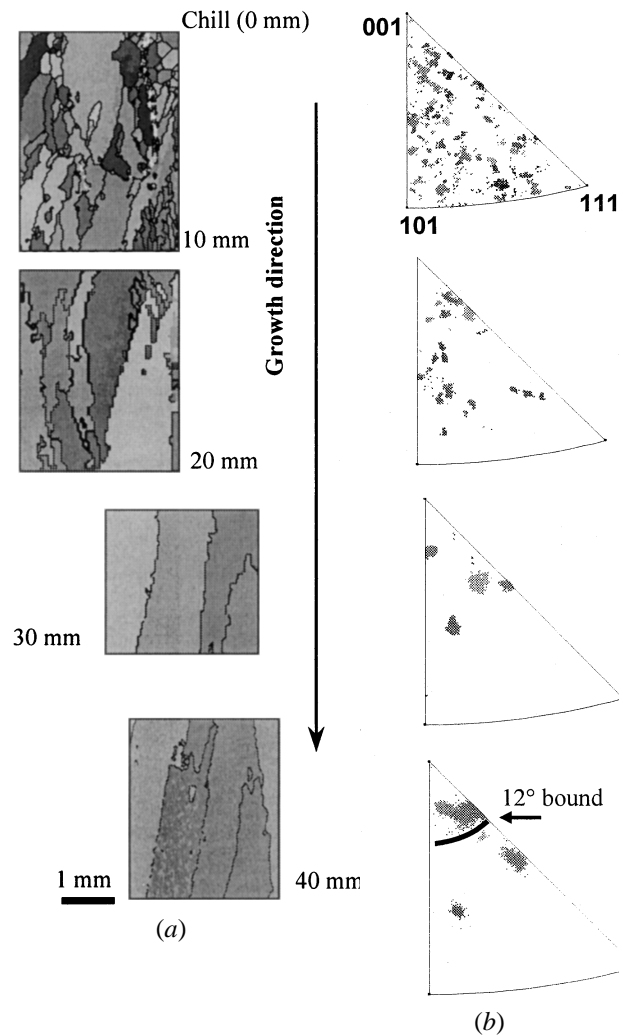 Chill (0 mm)
10 mm
20 mm
30 mm
40 mm
1 mm
(a)
Growth direction
001
101
111
12° bound
(b)